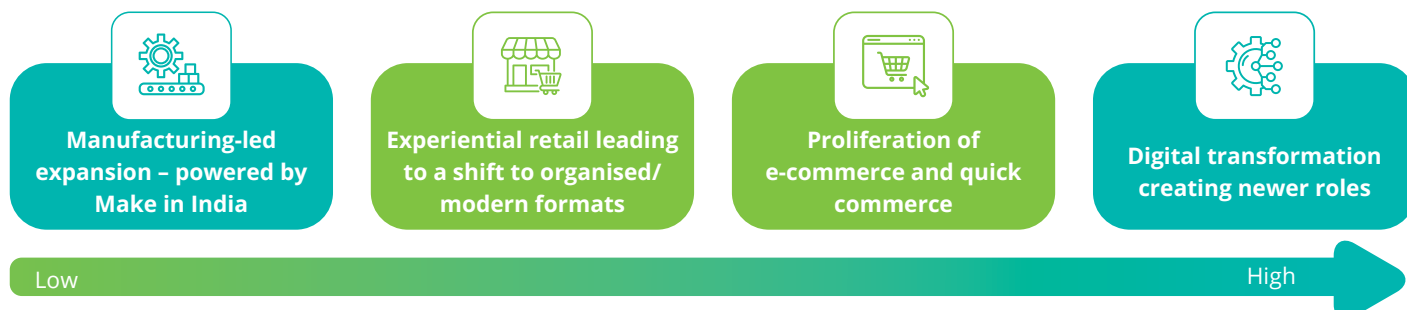 Manufacturing-led
expansion – powered by
Make in India
Experiential retail leading
to a shift to organised/
modern formats
Proliferation of
e-commerce and quick
commerce
Digital transformation
creating newer roles
Low
High